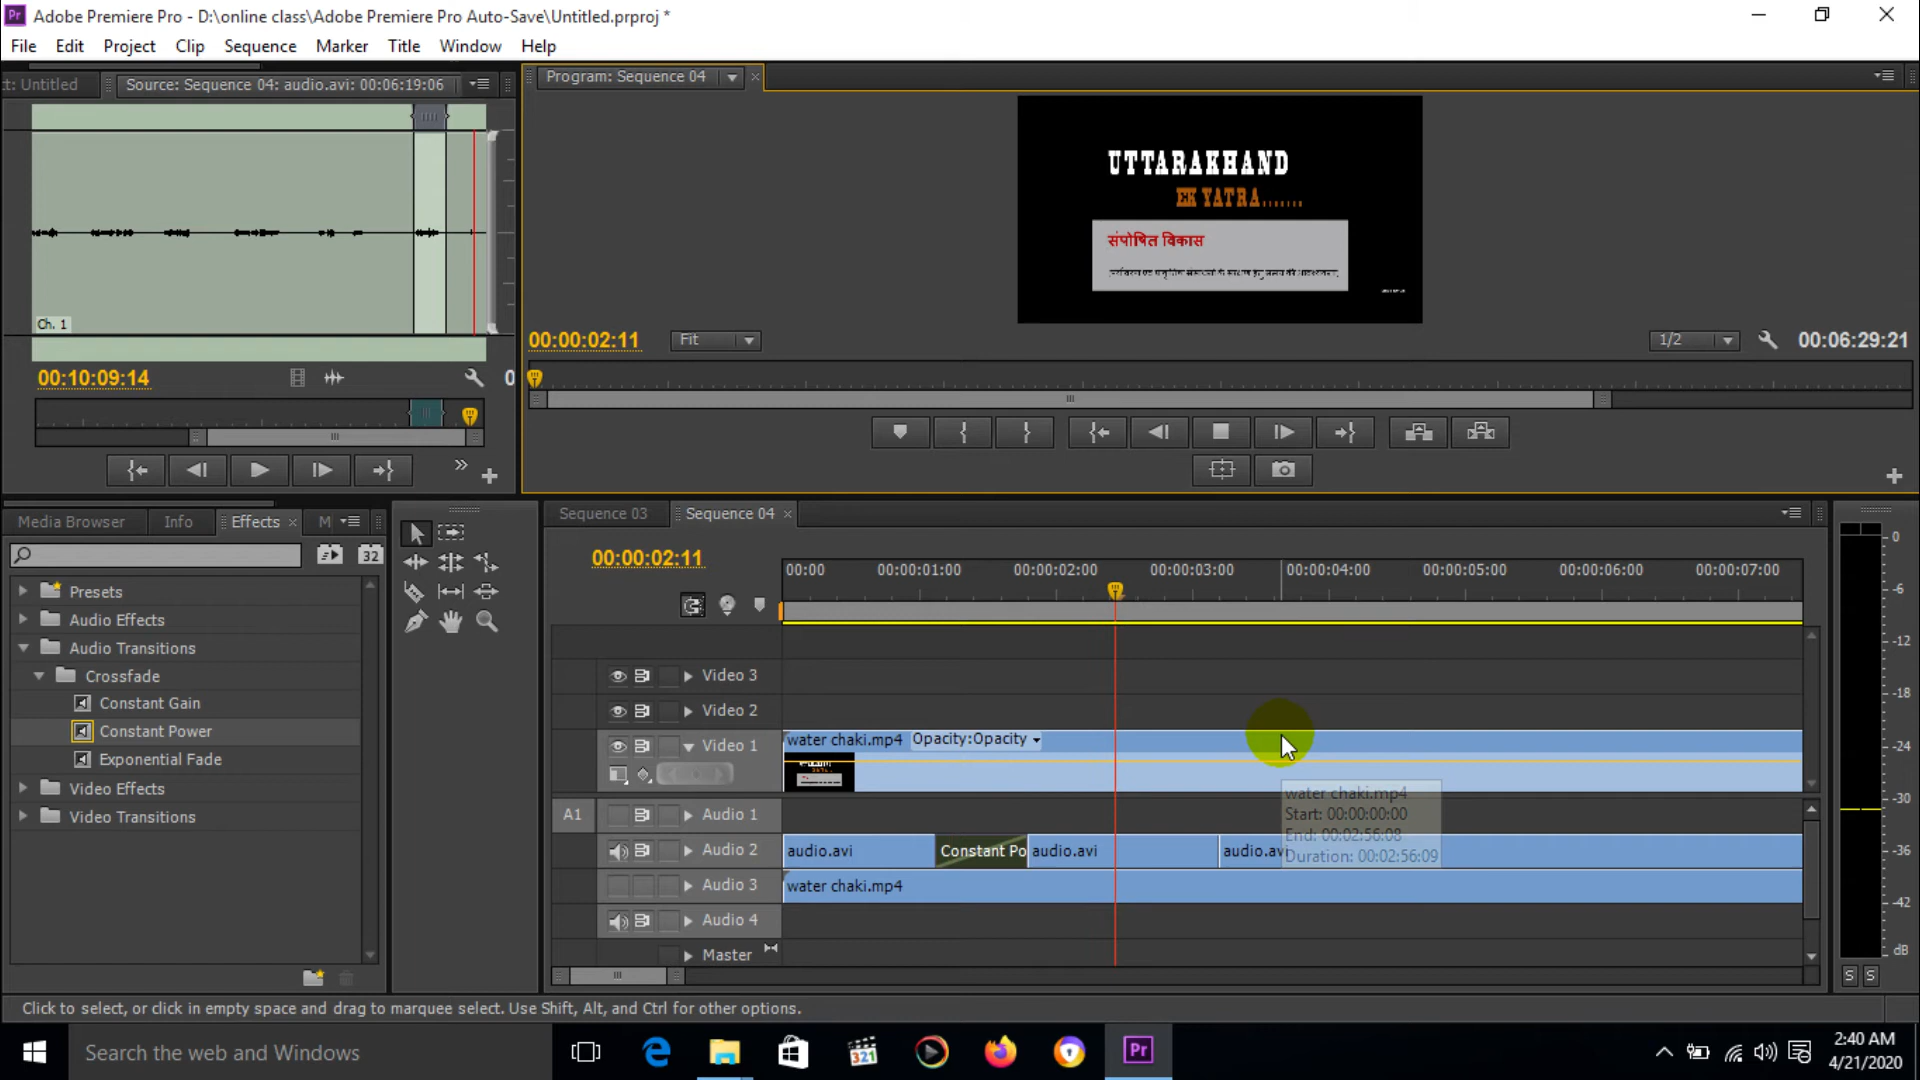 Adobe Premiere Pro - D:\online class\Adobe Premiere Pro Auto-Save\Untitled.prproj *
File Edit Project Clip Sequence Marker Title Window Help
ct: Untitled Source: Sequence 04: audio.avi: 00:06:19:06
Program: Sequence 04
UTTARAKHAND
EK YATRA.......
संपोषित विकास
Ch. 1
00:00:02:11 Fit 1/2 00:06:29:21
00:10:09:14 0
Media Browser Info Effects M
32
Presets
Audio Effects
Audio Transitions
Crossfade
Constant Gain
Constant Power
Exponential Fade
Video Effects
Video Transitions
Sequence 03 Sequence 04
00:00:02:11
00:00 00:00:01:00 00:00:02:00 00:00:03:00 00:00:04:00 00:00:05:00 00:00:06:00 00:00:07:00
Video 3
Video 2
Video 1 water chaki.mp4 Opacity:Opacity
water chaki.mp4
Start: 00:00:00:00
End: 00:02:56:08
Duration: 00:02:56:09
A1 Audio 1
Audio 2 audio.avi Constant Po audio.avi audio.avi
Audio 3 water chaki.mp4
Audio 4
Master
0
-6
-12
-18
-24
-30
-36
-42
dB
S S
Click to select, or click in empty space and drag to marquee select. Use Shift, Alt, and Ctrl for other options.
Search the web and Windows
321
Pr
2:40 AM
4/21/2020